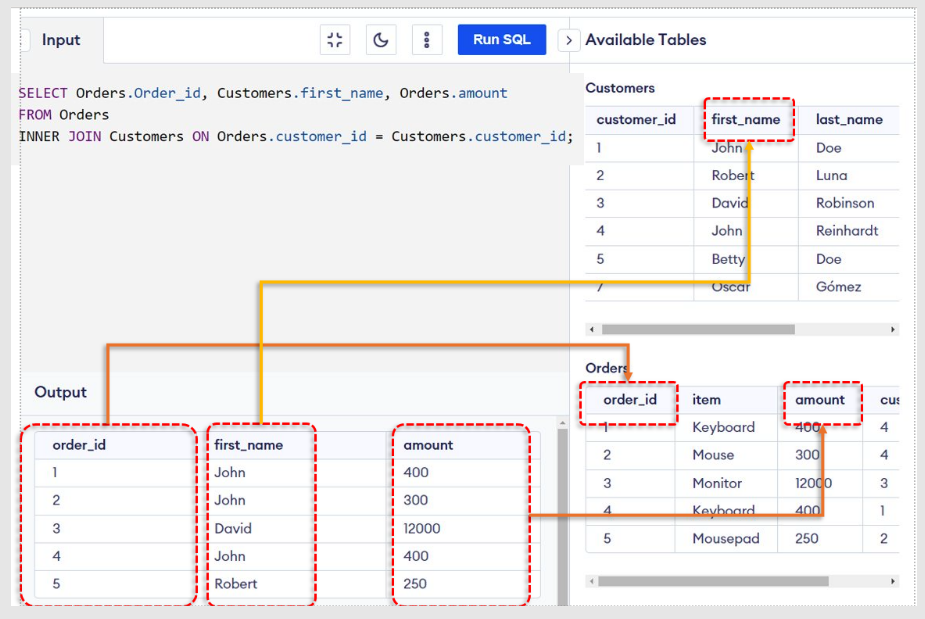 Input
Run SQL
Available Tables
SELECT Orders.Order_id, Customers.first_name, Orders.amount
FROM Orders
INNER JOIN Customers ON Orders.customer_id = Customers.customer_id;
Customers
customer_id first_name last_name
1 John Doe
2 Robert Luna
3 David Robinson
4 John Reinhardt
5 Betty Doe
7 Oscar Gómez
Output
order_id first_name amount
1 John 400
2 John 300
3 David 12000
4 John 400
5 Robert 250
Orders
order_id item amount cus
1 Keyboard 400 4
2 Mouse 300 4
3 Monitor 12000 3
4 Keyboard 400 1
5 Mousepad 250 2